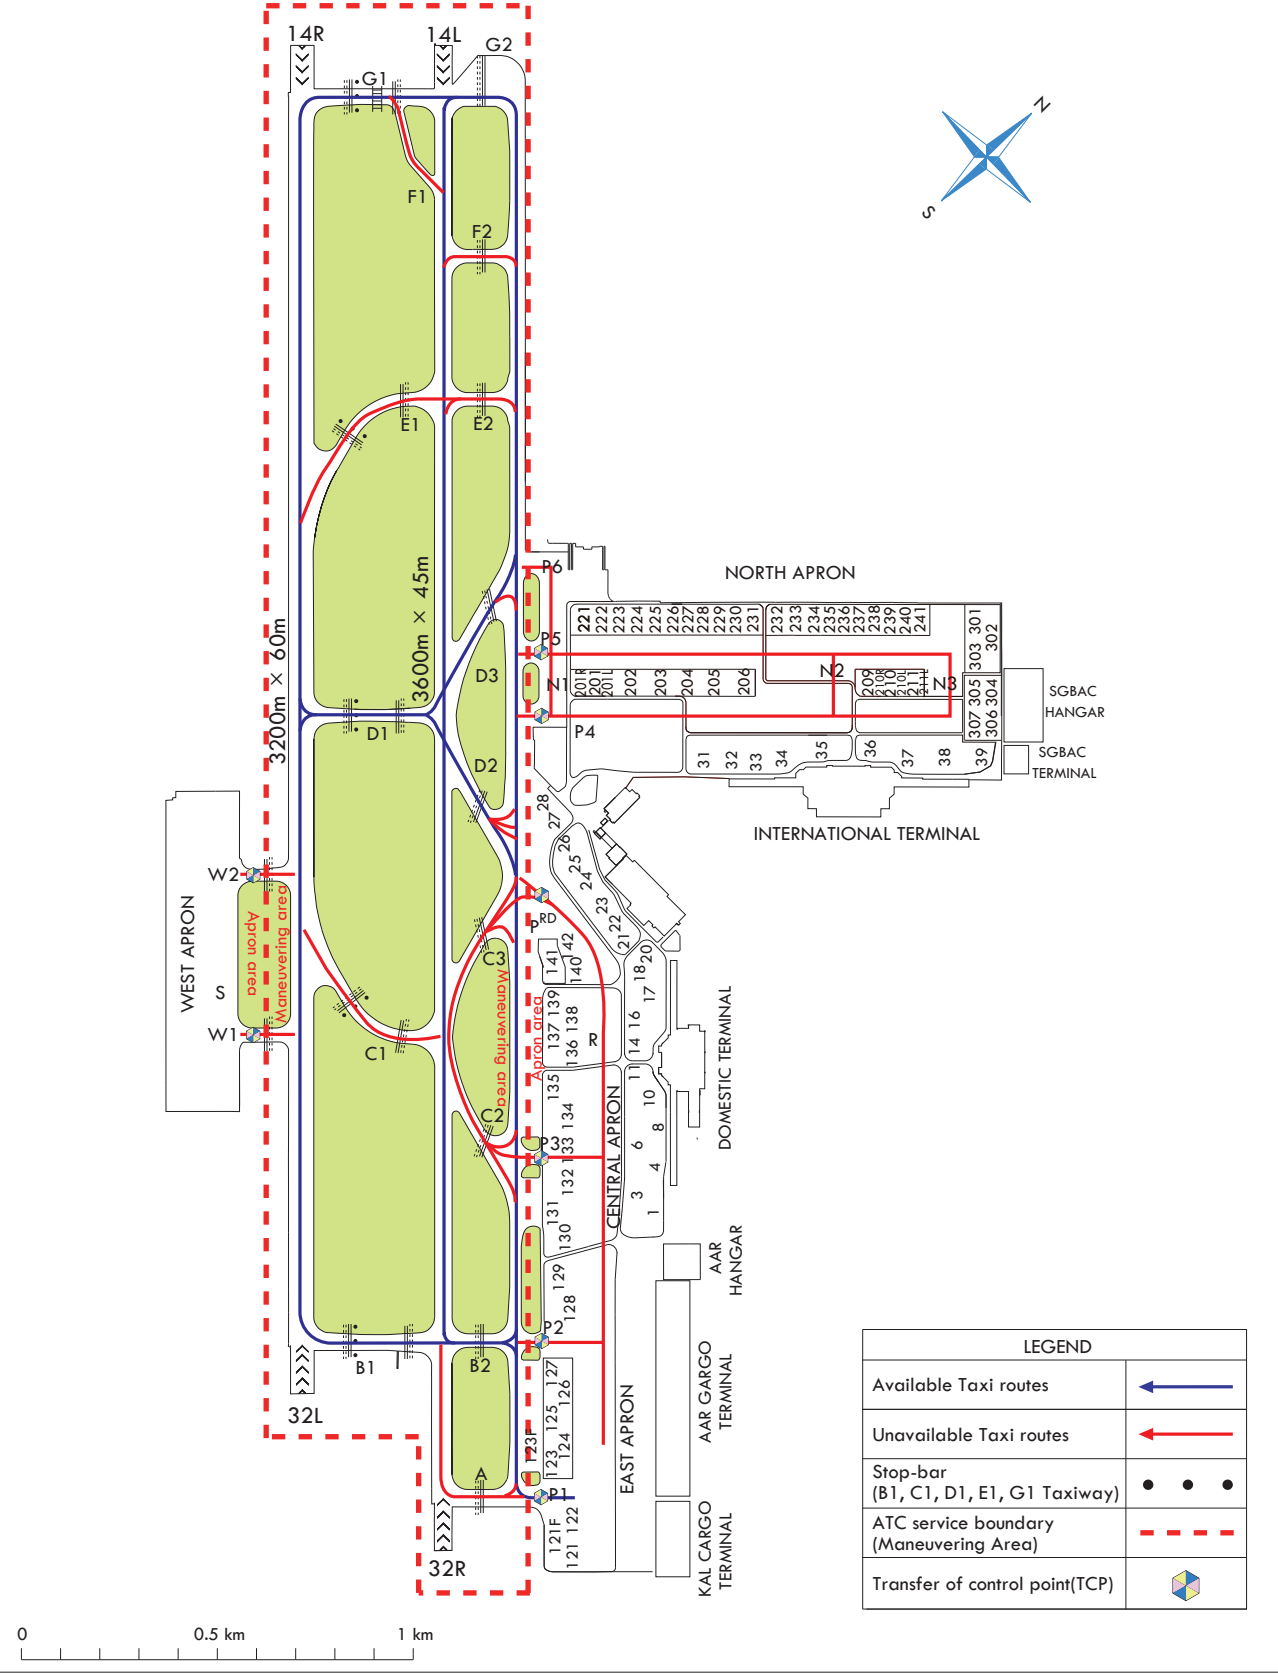 14R
14L
G2
G1
N
S
F1
F2
E1
E2
3600m × 45m
3200m × 60m
P6
NORTH APRON
221
222
223
224
225
226
227
228
229
230
231
232
233
234
235
236
237
238
239
240
241
301
302
303
P5
D3
N1
201R
201
201L
202
203
204
205
206
N2
209
210R
210
210L
211
211L
N3
305
304
307
306
SGBAC
HANGAR
D1
P4
31
32
33
34
35
36
37
38
39
SGBAC
TERMINAL
D2
28
27
26
25
24
23
22
21
INTERNATIONAL TERMINAL
W2
WEST APRON
Apron area
Maneuvering area
S
W1
PRD
C3
142
141
140
20
18
17
Maneuvering area
Apron area
139
137
138
136
R
16
14
DOMESTIC TERMINAL
C1
135
134
133
132
131
130
11
10
8
6
4
3
1
C2
P3
CENTRAL APRON
129
128
AAR
HANGAR
P2
B1
B2
127
126
125
124
123
123F
32L
EAST APRON
AAR GARGO
TERMINAL
A
P1
121F
122
121
KAL CARGO
TERMINAL
32R
LEGEND
Available Taxi routes
Unavailable Taxi routes
Stop-bar
(B1, C1, D1, E1, G1 Taxiway)
ATC service boundary
(Maneuvering Area)
Transfer of control point(TCP)
0
0.5 km
1 km